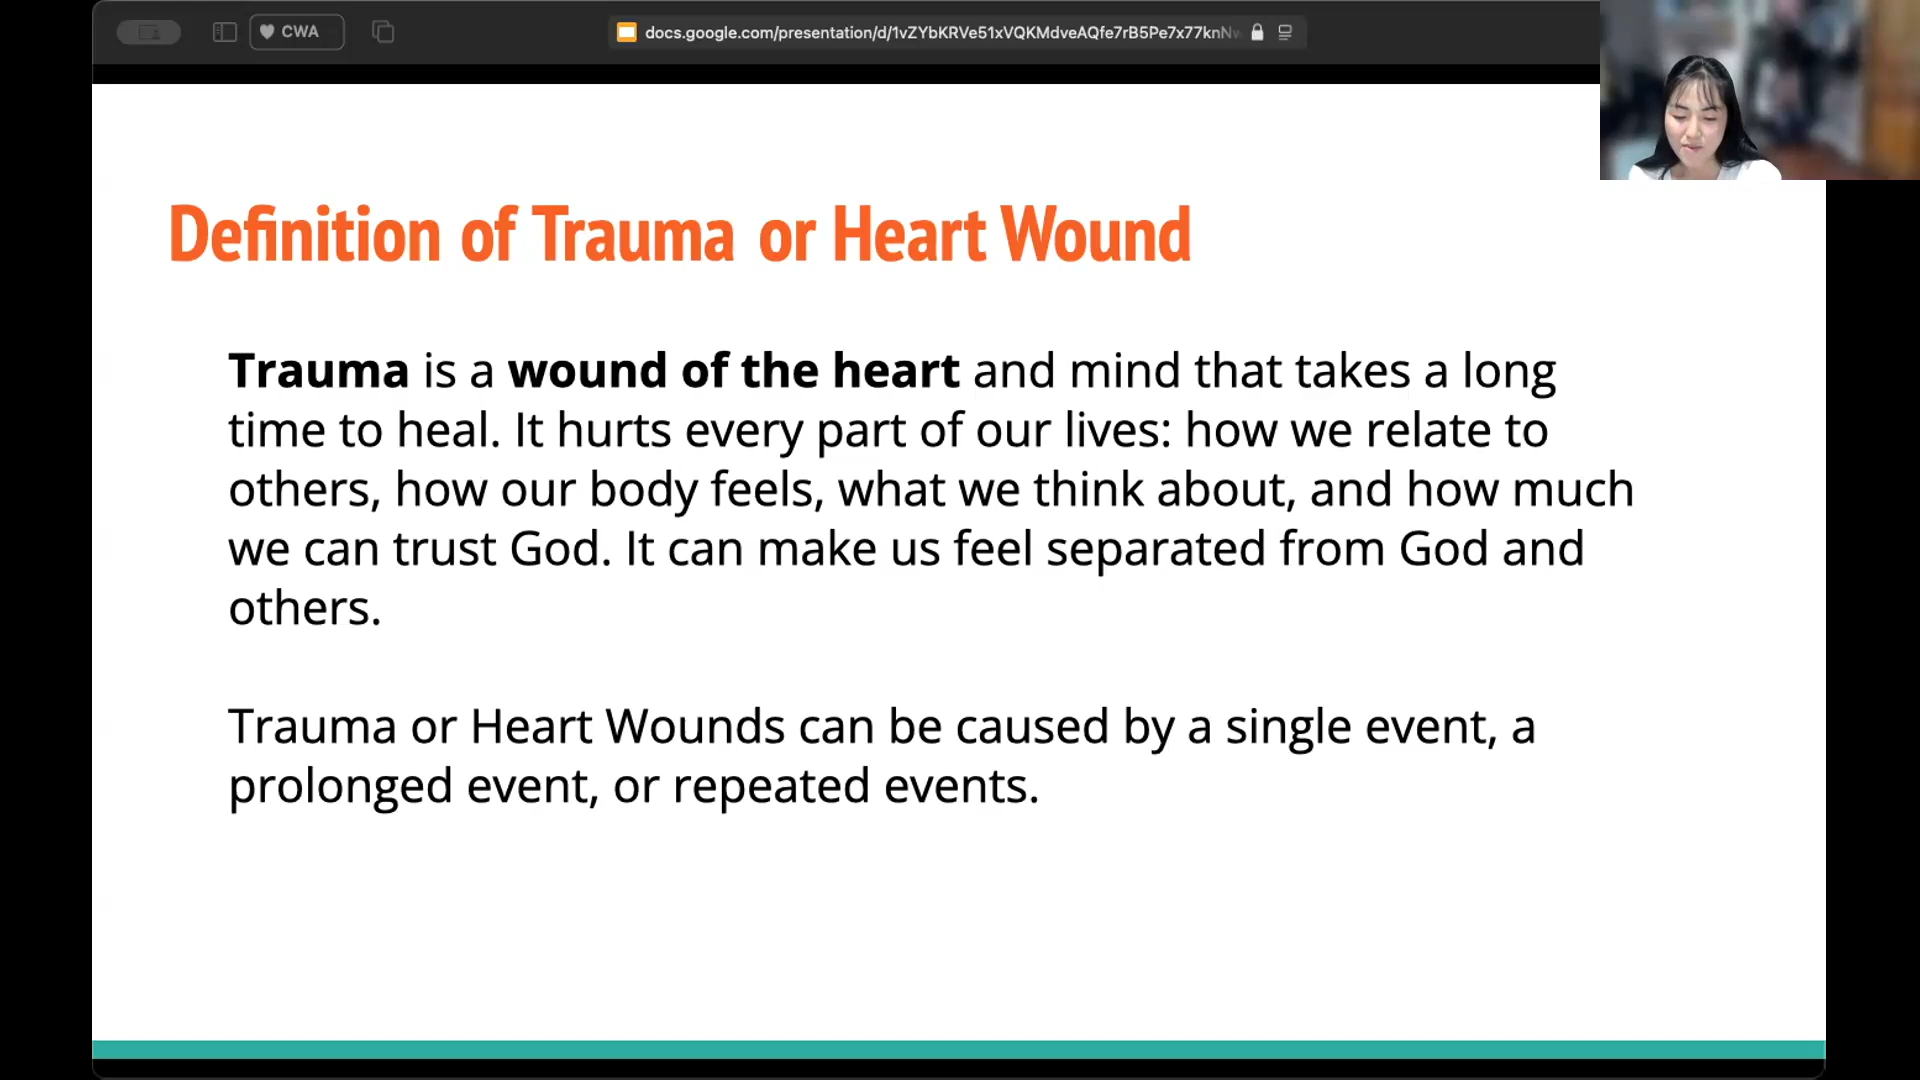 CWA
docs.google.com/presentation/d/1vZYbKRVe51xVQKMdveAQfe7rB5Pe7x77knN
Definition of Trauma or Heart Wound
Trauma is a wound of the heart and mind that takes a long
time to heal. It hurts every part of our lives: how we relate to
others, how our body feels, what we think about, and how much
we can trust God. It can make us feel separated from God and
others.
Trauma or Heart Wounds can be caused by a single event, a
prolonged event, or repeated events.